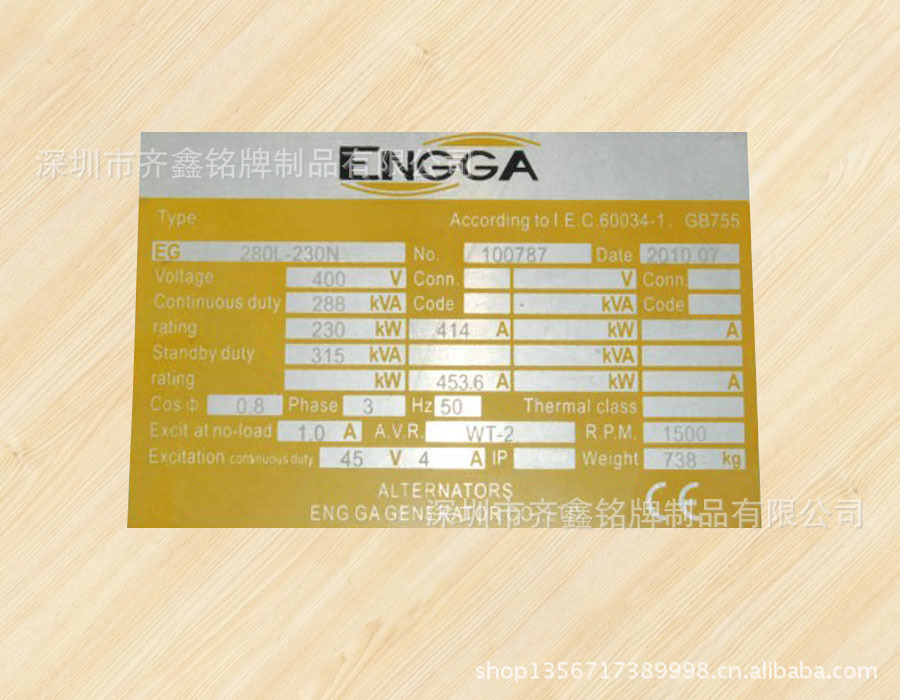 深圳市齐鑫铭牌制品有限公司
ENGGA
Type According to I.E.C.60034-1. GB755
EG 280L-230N No. 100787 Date 2010.07
Voltage 400 V Conn. V Conn.
Continuous duty 288 kVA Code kVA Code
rating 230 kW 414 A kW A
Standby duty 315 kVA kVA
rating kW 453.6 A kW A
Cos Φ 0.8 Phase 3 Hz 50 Thermal class
Excit.at no-load 1.0 A A.V.R. WT-2 R.P.M. 1500
Excitation continuous duty 45 V 4 A IP Weight 738 kg
ALTERNATORS
ENG GA GENERATOR CO. CE
深圳市齐鑫铭牌制品有限公司
shop1356717389998.cn.alibaba.com